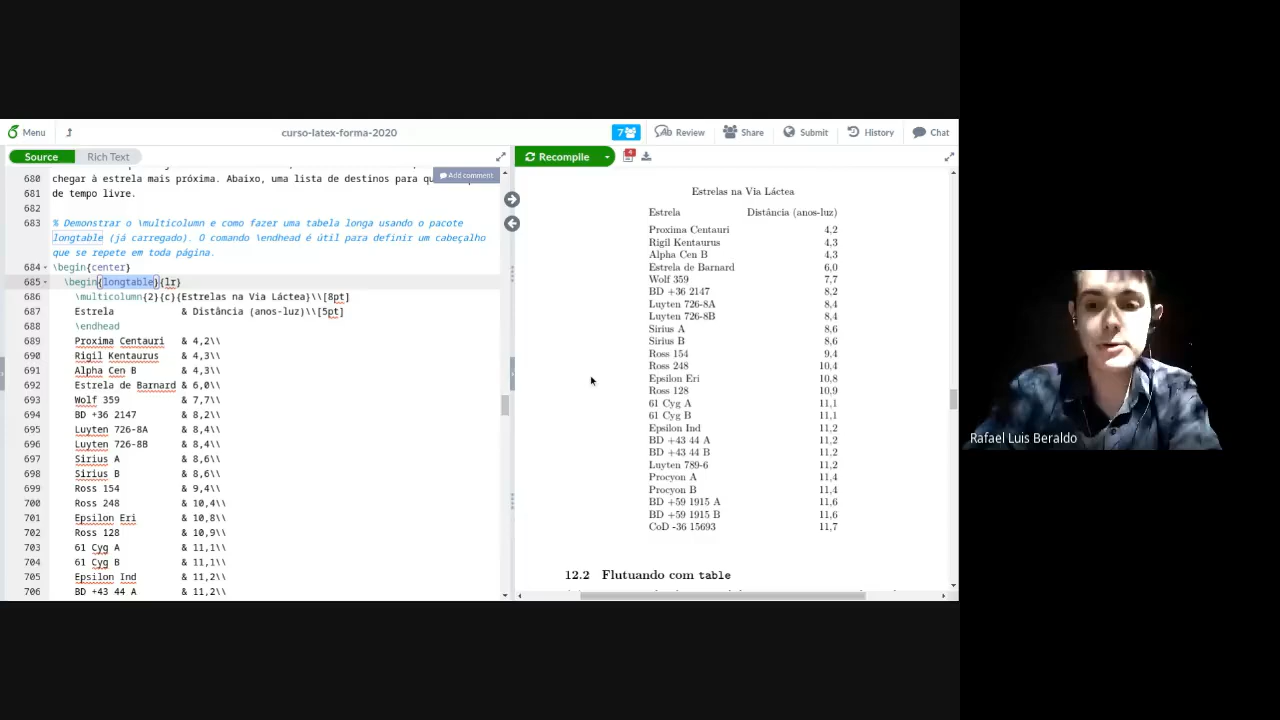 Menu
curso-latex-forma-2020
7
Review
Share
Submit
History
Chat
Source
Rich Text
Recompile
4
Add comment
680 chegar à estrela mais próxima. Abaixo, uma lista de destinos para qu
681 de tempo livre.
682
683 % Demonstrar o \multicolumn e como fazer uma tabela longa usando o pacote
longtable (já carregado). O comando \endhead é útil para definir um cabeçalho
que se repete em toda página.
684 \begin{center}
685 \begin{longtable}{lr}
686 \multicolumn{2}{c}{Estrelas na Via Láctea}\\[8pt]
687 Estrela & Distância (anos-luz)\\[5pt]
688 \endhead
689 Proxima Centauri & 4,2\\
690 Rigil Kentaurus & 4,3\\
691 Alpha Cen B & 4,3\\
692 Estrela de Barnard & 6,0\\
693 Wolf 359 & 7,7\\
694 BD +36 2147 & 8,2\\
695 Luyten 726-8A & 8,4\\
696 Luyten 726-8B & 8,4\\
697 Sirius A & 8,6\\
698 Sirius B & 8,6\\
699 Ross 154 & 9,4\\
700 Ross 248 & 10,4\\
701 Epsilon Eri & 10,8\\
702 Ross 128 & 10,9\\
703 61 Cyg A & 11,1\\
704 61 Cyg B & 11,1\\
705 Epsilon Ind & 11,2\\
706 BD +43 44 A & 11,2\\
Estrelas na Via Láctea
Estrela Distância (anos-luz)
Proxima Centauri 4,2
Rigil Kentaurus 4,3
Alpha Cen B 4,3
Estrela de Barnard 6,0
Wolf 359 7,7
BD +36 2147 8,2
Luyten 726-8A 8,4
Luyten 726-8B 8,4
Sirius A 8,6
Sirius B 8,6
Ross 154 9,4
Ross 248 10,4
Epsilon Eri 10,8
Ross 128 10,9
61 Cyg A 11,1
61 Cyg B 11,1
Epsilon Ind 11,2
BD +43 44 A 11,2
BD +43 44 B 11,2
Luyten 789-6 11,2
Procyon A 11,4
Procyon B 11,4
BD +59 1915 A 11,6
BD +59 1915 B 11,6
CoD -36 15693 11,7
12.2 Flutuando com table
Rafael Luis Beraldo